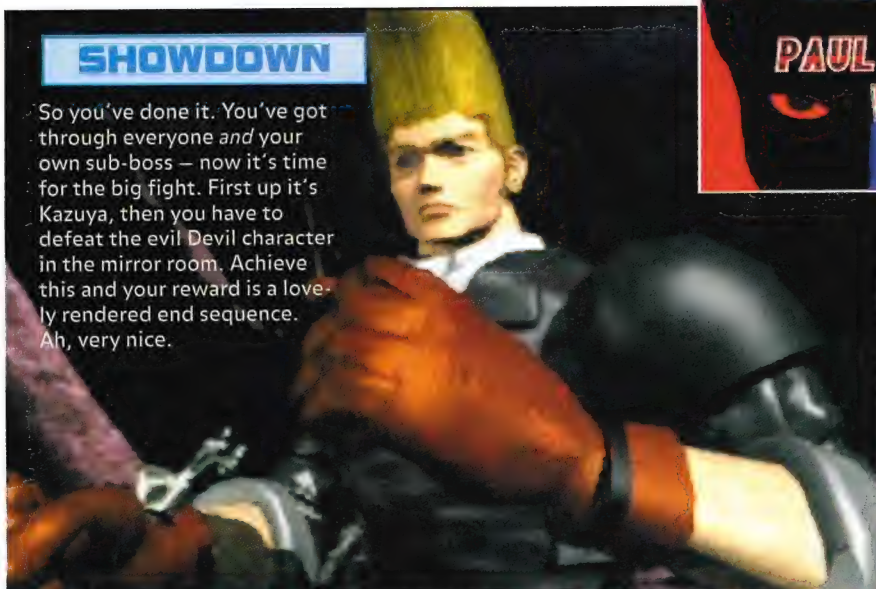 SHOWDOWN
So you've done it. You've got
through everyone and your
own sub-boss – now it's time
for the big fight. First up it's
Kazuya, then you have to
defeat the evil Devil character
in the mirror room. Achieve
this and your reward is a love-
ly rendered end sequence.
Ah, very nice.
PAUL